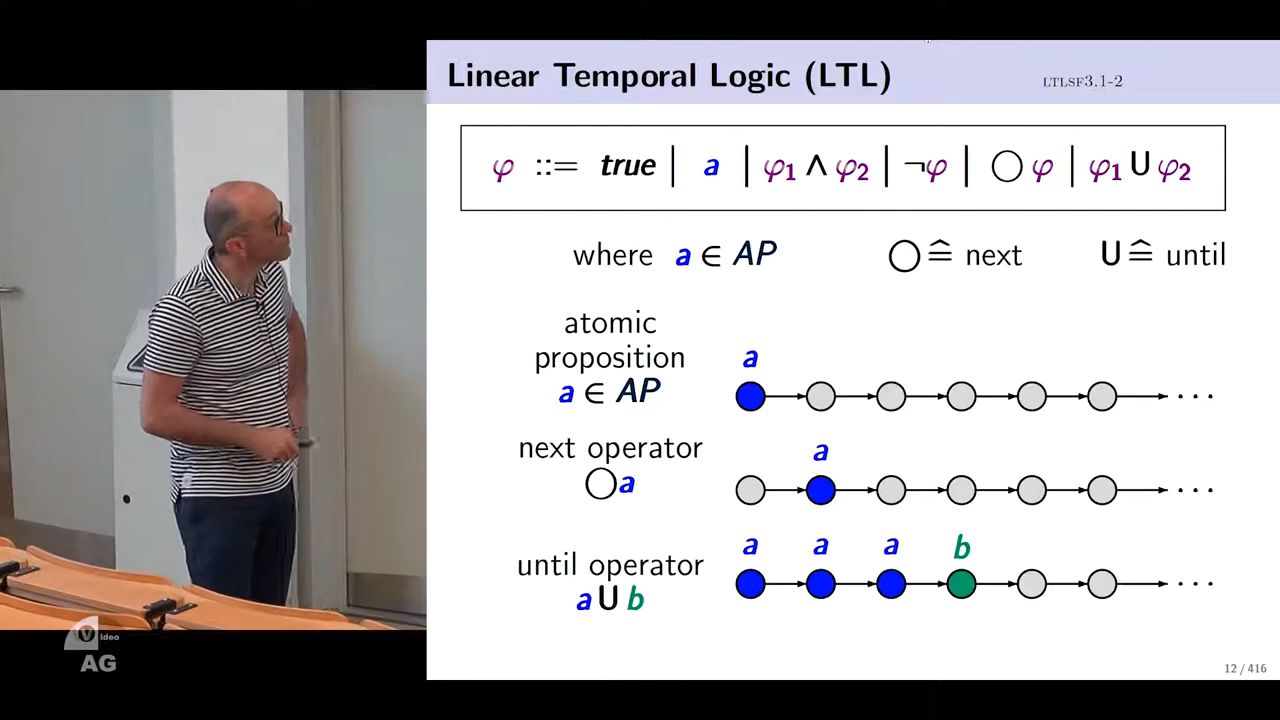 Linear Temporal Logic (LTL)
LTLSF3.1-2
φ ::= true | a | φ₁ ∧ φ₂ | ¬φ | ◯ φ | φ₁ U φ₂
where a ∈ AP ◯ ≙ next U ≙ until
atomic
proposition
a ∈ AP
a
· · ·
next operator
◯a
a
· · ·
until operator
a U b
a a a b
· · ·
12 / 416
Video
AG